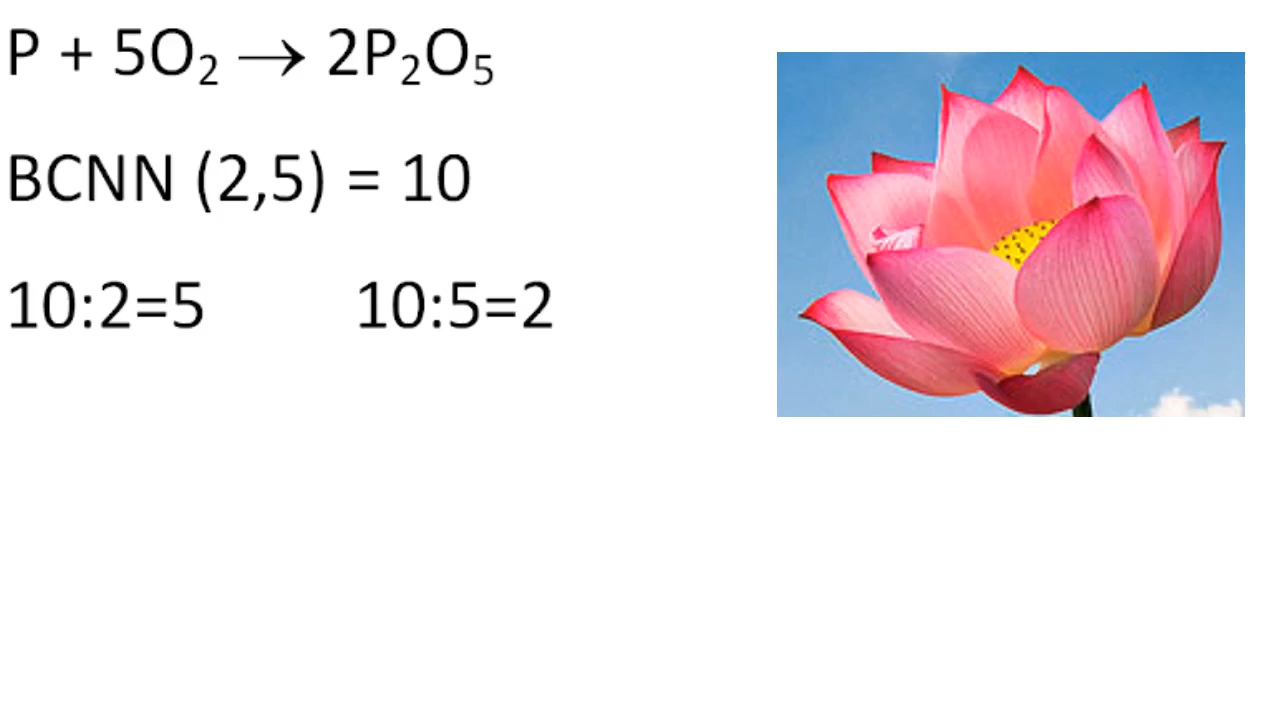 P + 5O₂ → 2P₂O₅
BCNN (2,5) = 10
10:2=5 10:5=2